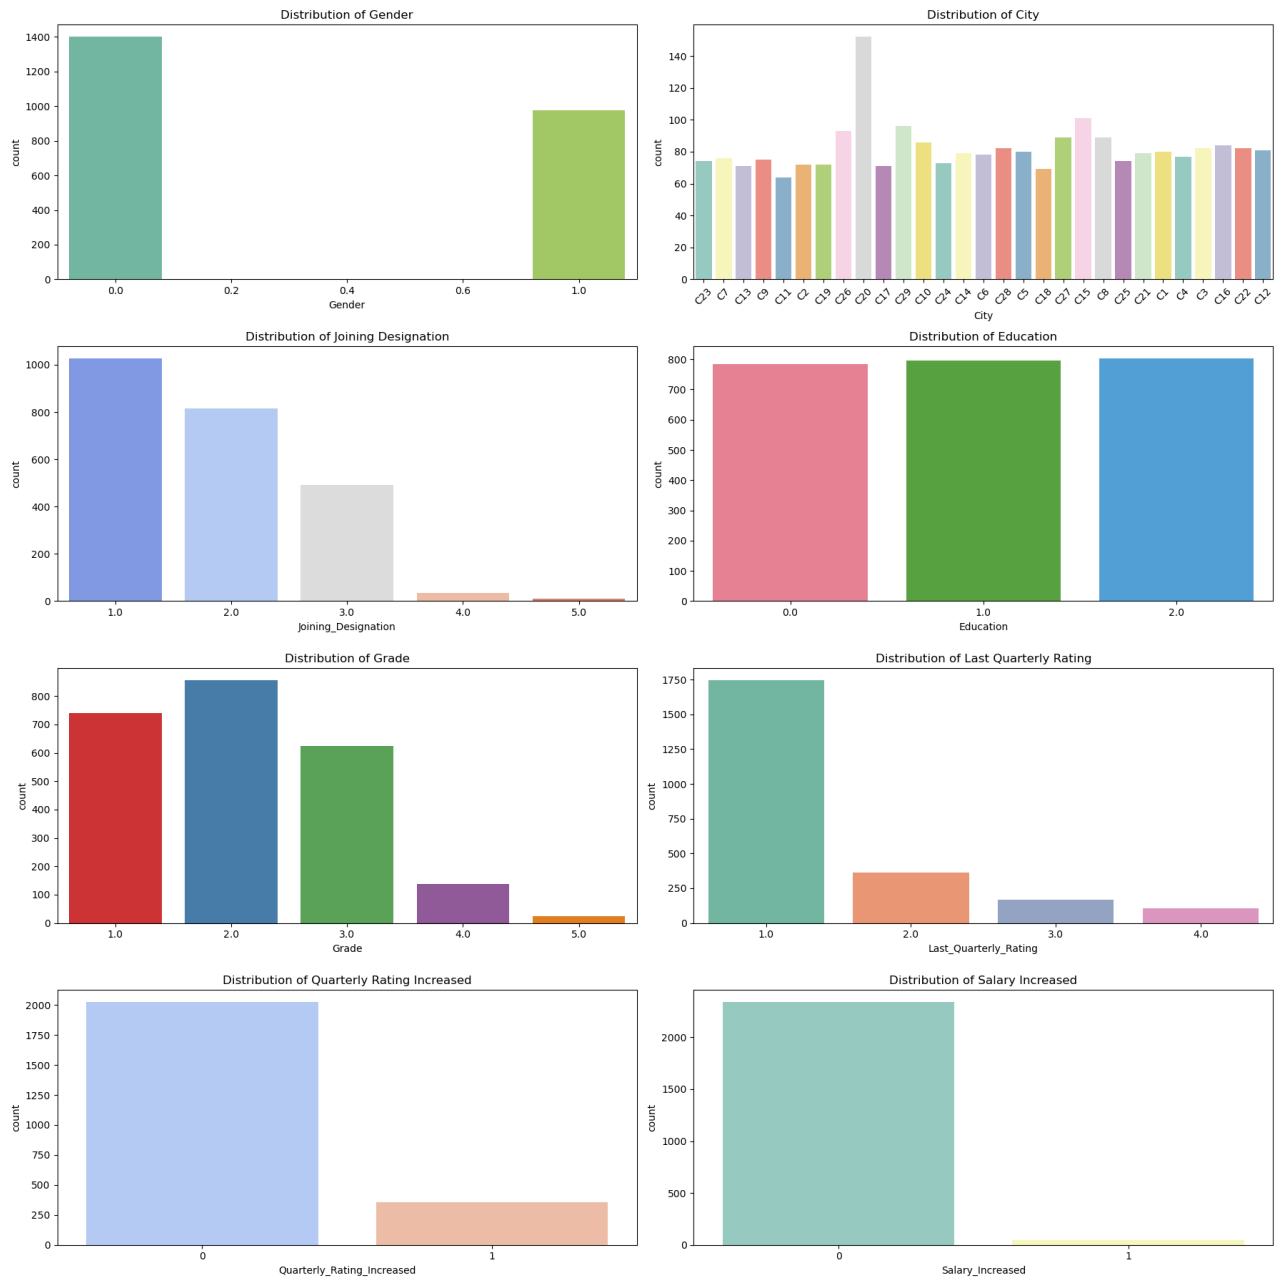 Distribution of Gender
1400
1200
1000
800
600
400
200
0
count
0.0 0.2 0.4 0.6 1.0
Gender
Distribution of City
140
120
100
80
60
40
20
0
count
C23 C7 C13 C9 C11 C2 C19 C26 C20 C17 C29 C10 C24 C14 C6 C28 C5 C18 C27 C15 C8 C25 C21 C1 C4 C3 C16 C22 C12
City
Distribution of Joining Designation
1000
800
600
400
200
0
count
1.0 2.0 3.0 4.0 5.0
Joining_Designation
Distribution of Education
800
700
600
500
400
300
200
100
0
count
0.0 1.0 2.0
Education
Distribution of Grade
800
700
600
500
400
300
200
100
0
count
1.0 2.0 3.0 4.0 5.0
Grade
Distribution of Last Quarterly Rating
1750
1500
1250
1000
750
500
250
0
count
1.0 2.0 3.0 4.0
Last_Quarterly_Rating
Distribution of Quarterly Rating Increased
2000
1750
1500
1250
1000
750
500
250
0
count
0 1
Quarterly_Rating_Increased
Distribution of Salary Increased
2000
1500
1000
500
0
count
0 1
Salary_Increased